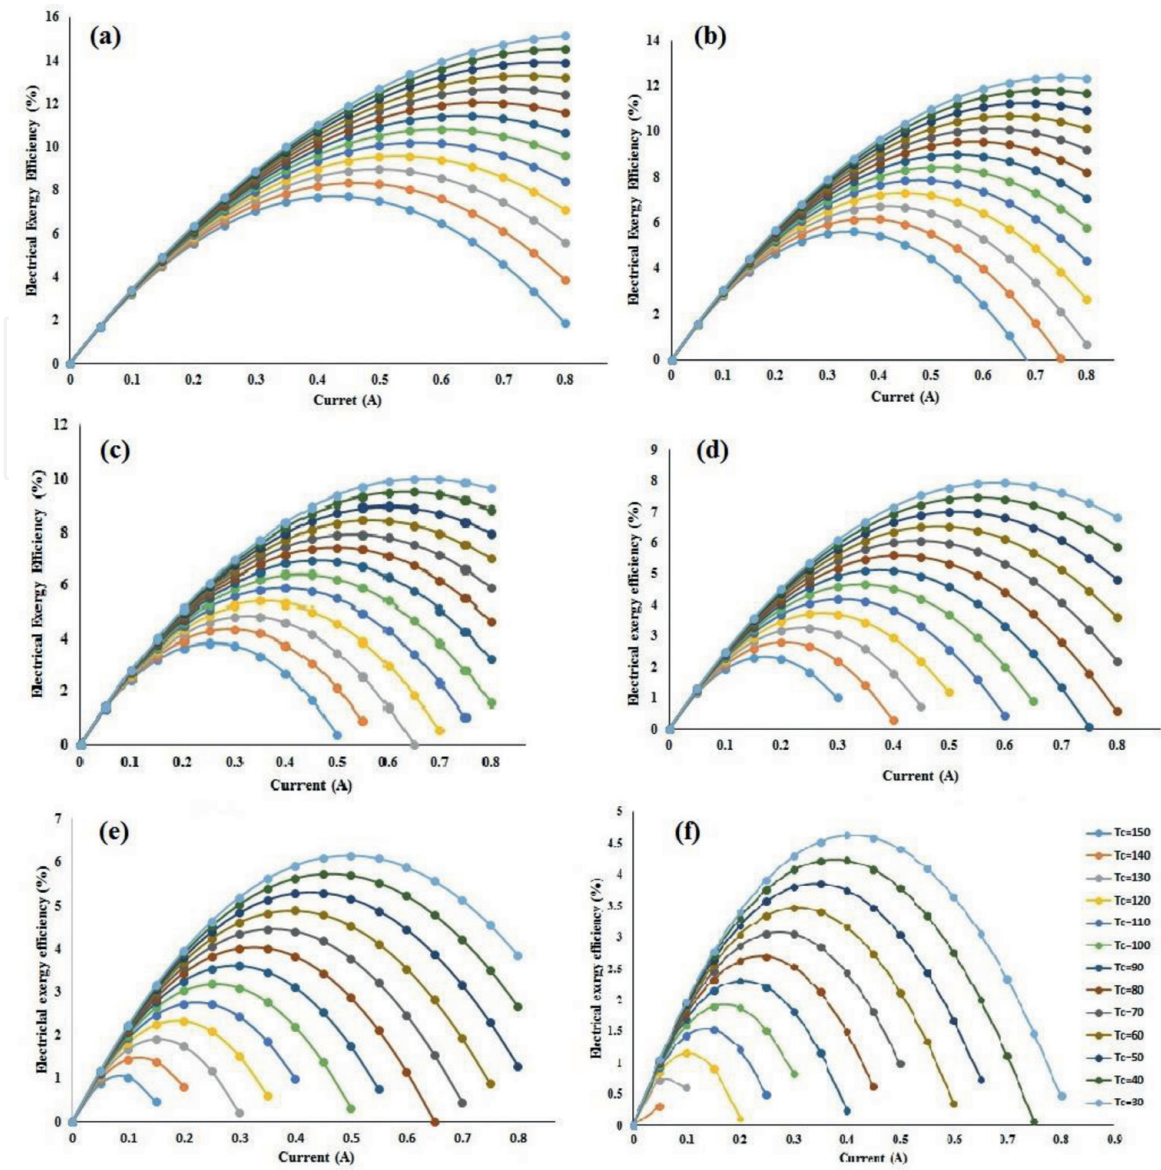 (a)
Electrical Exergy Efficiency (%)
16
14
12
10
8
6
4
2
0
0 0.1 0.2 0.3 0.4 0.5 0.6 0.7 0.8
Curret (A)
(b)
Electrical Exergy Efficiency (%)
14
12
10
8
6
4
2
0
0 0.1 0.2 0.3 0.4 0.5 0.6 0.7 0.8
Curret (A)
(c)
Electrical Exergy Efficiency (%)
12
10
8
6
4
2
0
0 0.1 0.2 0.3 0.4 0.5 0.6 0.7 0.8
Current (A)
(d)
Electrical exergy efficiency (%)
9
8
7
6
5
4
3
2
1
0
0 0.1 0.2 0.3 0.4 0.5 0.6 0.7 0.8
Current (A)
(e)
Electriclal exergy efficiency (%)
7
6
5
4
3
2
1
0
0 0.1 0.2 0.3 0.4 0.5 0.6 0.7 0.8
Current (A)
(f)
Electrical exergy efficiency (%)
5
4.5
4
3.5
3
2.5
2
1.5
1
0.5
0
0 0.1 0.2 0.3 0.4 0.5 0.6 0.7 0.8 0.9
Current (A)
Tc=150
Tc=140
Tc=130
Tc=120
Tc=110
Tc=100
Tc=90
Tc=80
Tc=70
Tc=60
Tc=50
Tc=40
Tc=30